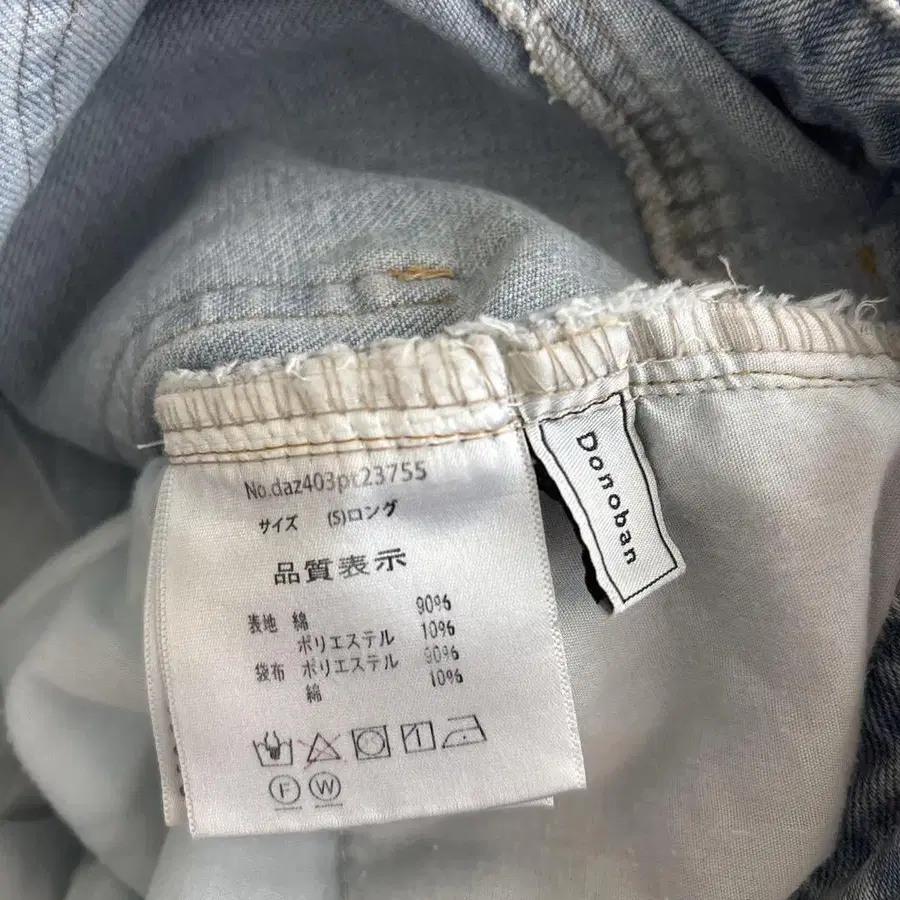 No.daz403pt23755
サイズ (S)ロング
品質表示
表地 綿 90%
ポリエステル 10%
袋布 ポリエステル 90%
綿 10%
F W
Donoban